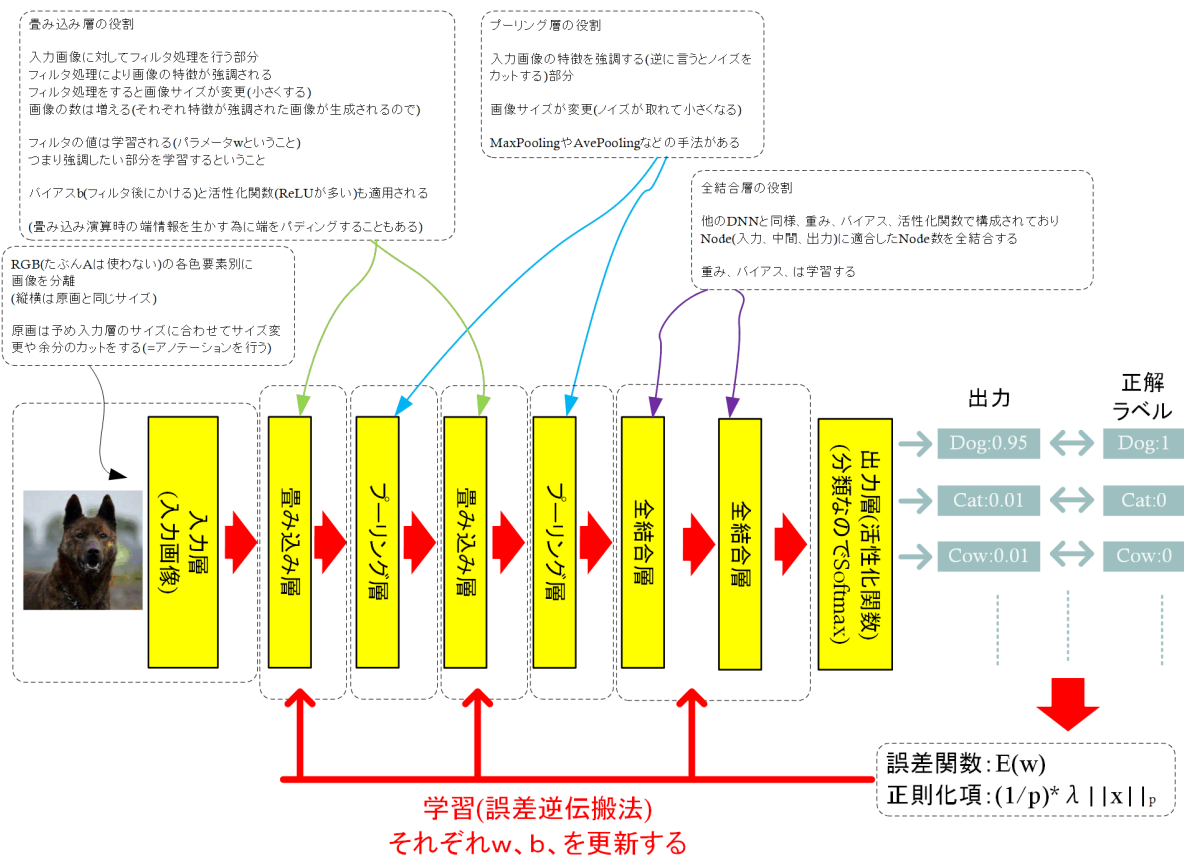 畳み込み層の役割
入力画像に対してフィルタ処理を行う部分
フィルタ処理により画像の特徴が強調される
フィルタ処理をすると画像サイズが変更(小さくする)
画像の数は増える(それぞれ特徴が強調された画像が生成されるので)
フィルタの値は学習される(パラメータwということ)
つまり強調したい部分を学習するということ
バイアスb(フィルタ後にかける)と活性化関数(ReLUが多い)も適用される
(畳み込み演算時の端情報を生かす為に端をパディングすることもある)
プーリング層の役割
入力画像の特徴を強調する(逆に言うとノイズを
カットする)部分
画像サイズが変更(ノイズが取れて小さくなる)
MaxPoolingやAvePoolingなどの手法がある
全結合層の役割
他のDNNと同様、重み、バイアス、活性化関数で構成されており
Node(入力、中間、出力)に適合したNode数を全結合する
重み、バイアス、は学習する
RGB(たぶんAは使わない)の各色要素別に
画像を分離
(縦横は原画と同じサイズ)
原画は予め入力層のサイズに合わせてサイズ変
更や余分のカットをする(=アノテーションを行う)
入力層
(入力画像)
畳み込み層
プーリング層
畳み込み層
プーリング層
全結合層
全結合層
出力層(活性化関数)
(分類なのでSoftmax)
出力
正解
ラベル
Dog:0.95
Dog:1
Cat:0.01
Cat:0
Cow:0.01
Cow:0
誤差関数:E(w)
正則化項:(1/p)*λ||x||p
学習(誤差逆伝搬法)
それぞれw、b、を更新する